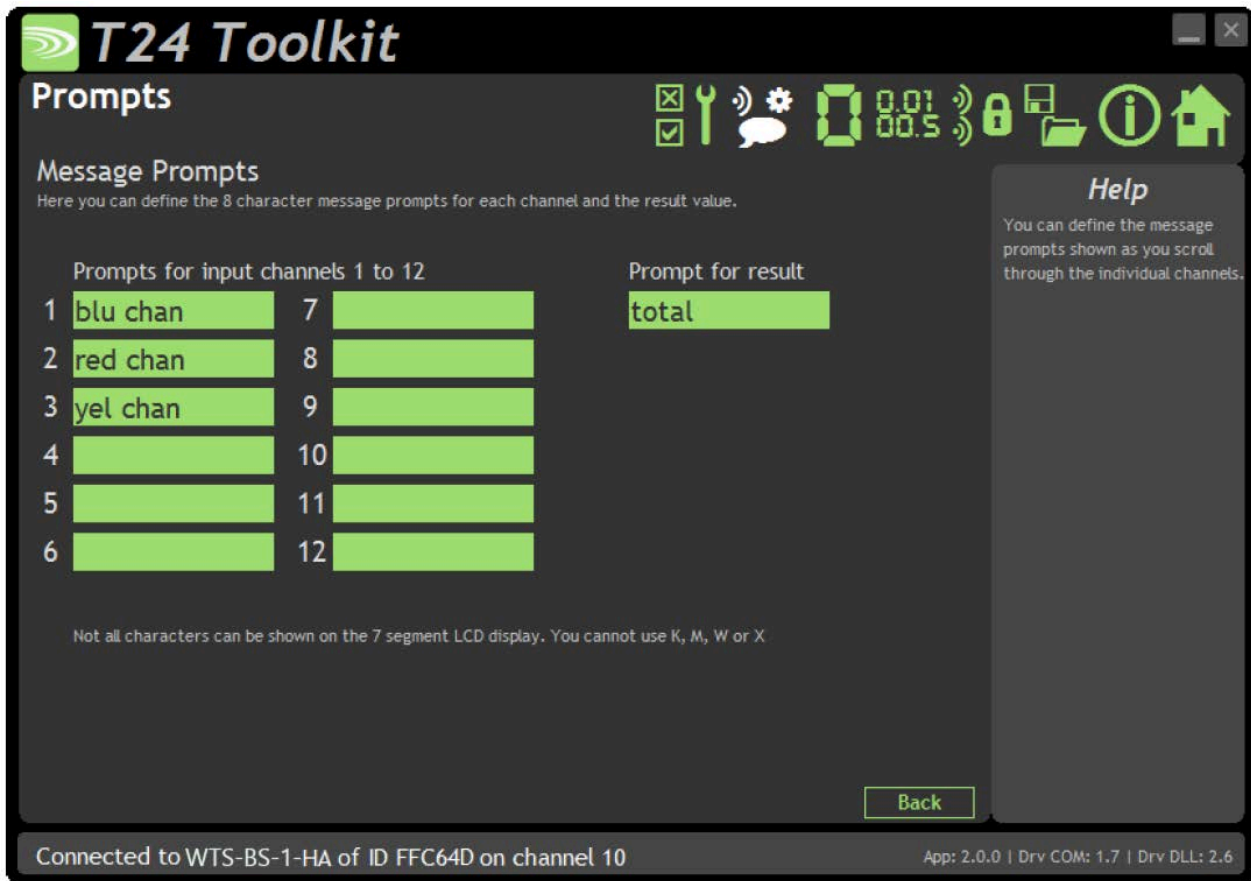 T24 Toolkit
Prompts
0.01
00.5
Message Prompts
Here you can define the 8 character message prompts for each channel and the result value.
Prompts for input channels 1 to 12
Prompt for result
1 blu chan 7
total
2 red chan 8
3 yel chan 9
4 10
5 11
6 12
Not all characters can be shown on the 7 segment LCD display. You cannot use K, M, W or X
Back
Help
You can define the message
prompts shown as you scroll
through the individual channels.
Connected to WTS-BS-1-HA of ID FFC64D on channel 10
App: 2.0.0 | Drv COM: 1.7 | Drv DLL: 2.6